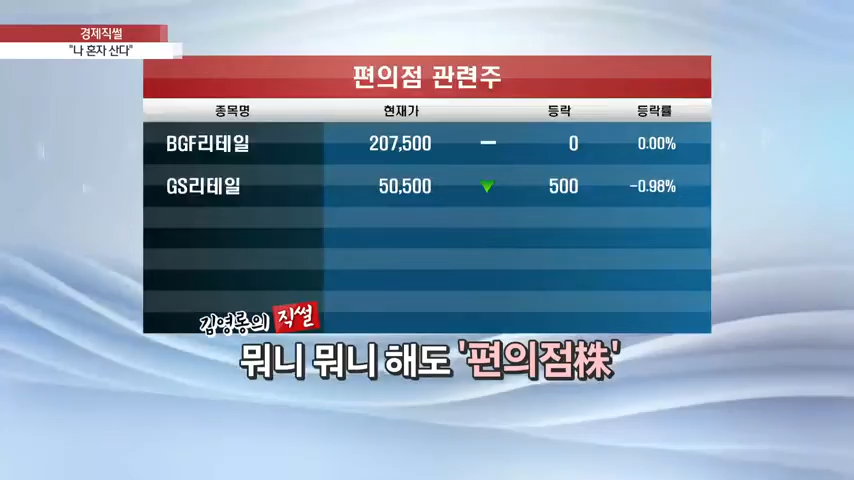 경제직썰
"나 혼자 산다"
편의점 관련주
종목명 현재가 등락 등락률
BGF리테일 207,500 0 0.00%
GS리테일 50,500 ▼ 500 -0.98%
김영롱의 직썰
뭐니 뭐니 해도 '편의점株'